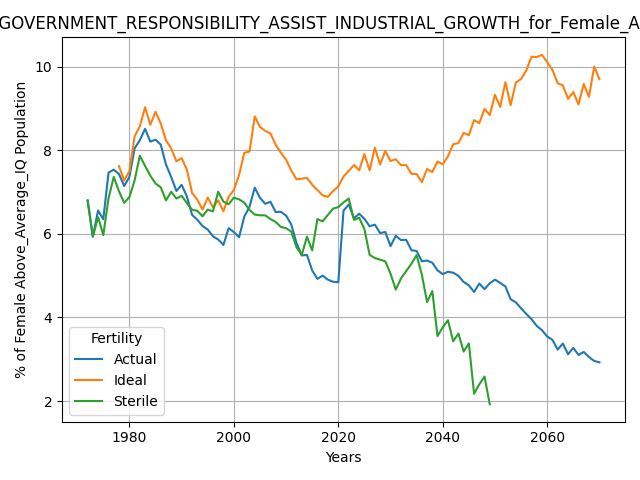 GOVERNMENT_RESPONSIBILITY_ASSIST_INDUSTRIAL_GROWTH_for_Female_A
% of Female Above_Average_IQ Population
10
8
6
4
2
Fertility
Actual
Ideal
Sterile
1980 2000 2020 2040 2060
Years